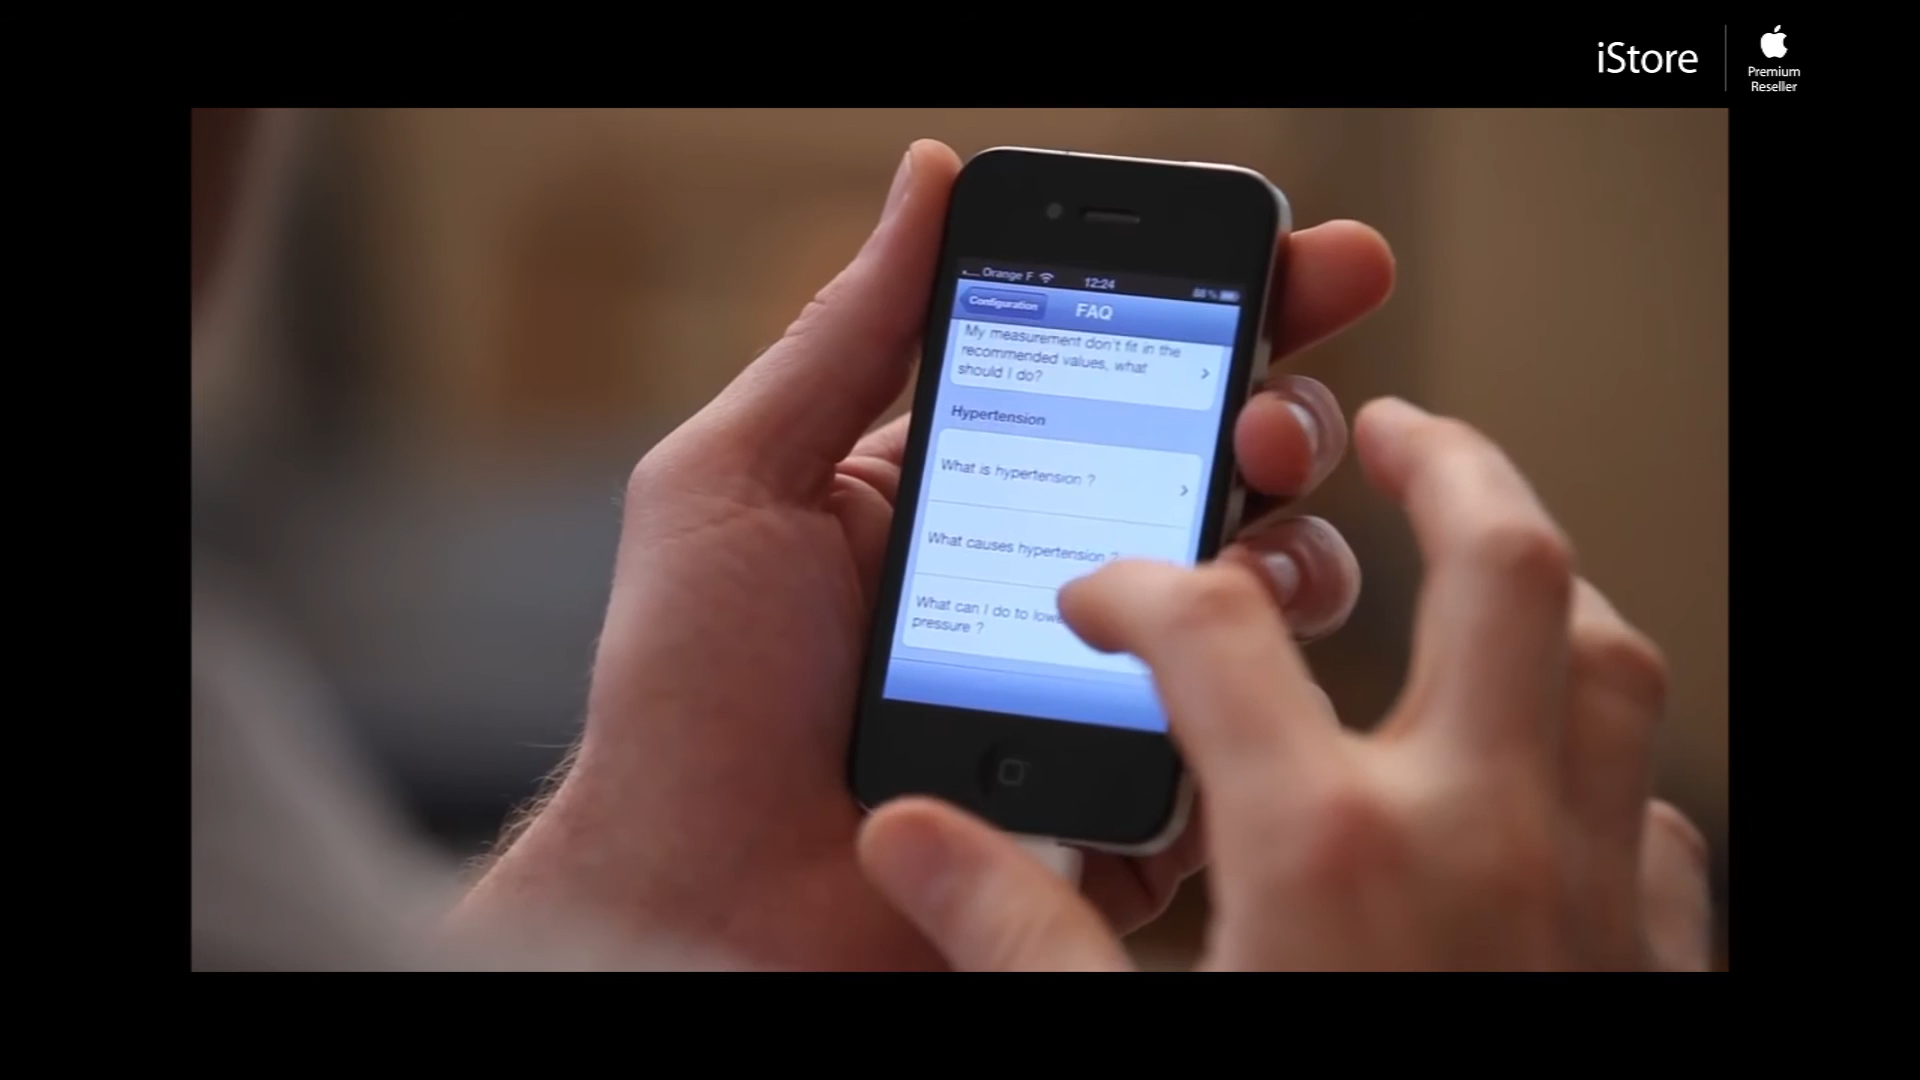 iStore
Premium
Reseller
Orange F
12:24
Configuration
FAQ
My measurement don't fit in the
recommended values, what
should I do?
Hypertension
What is hypertension ?
What causes hypertension ?
What can I do to lowe
pressure ?